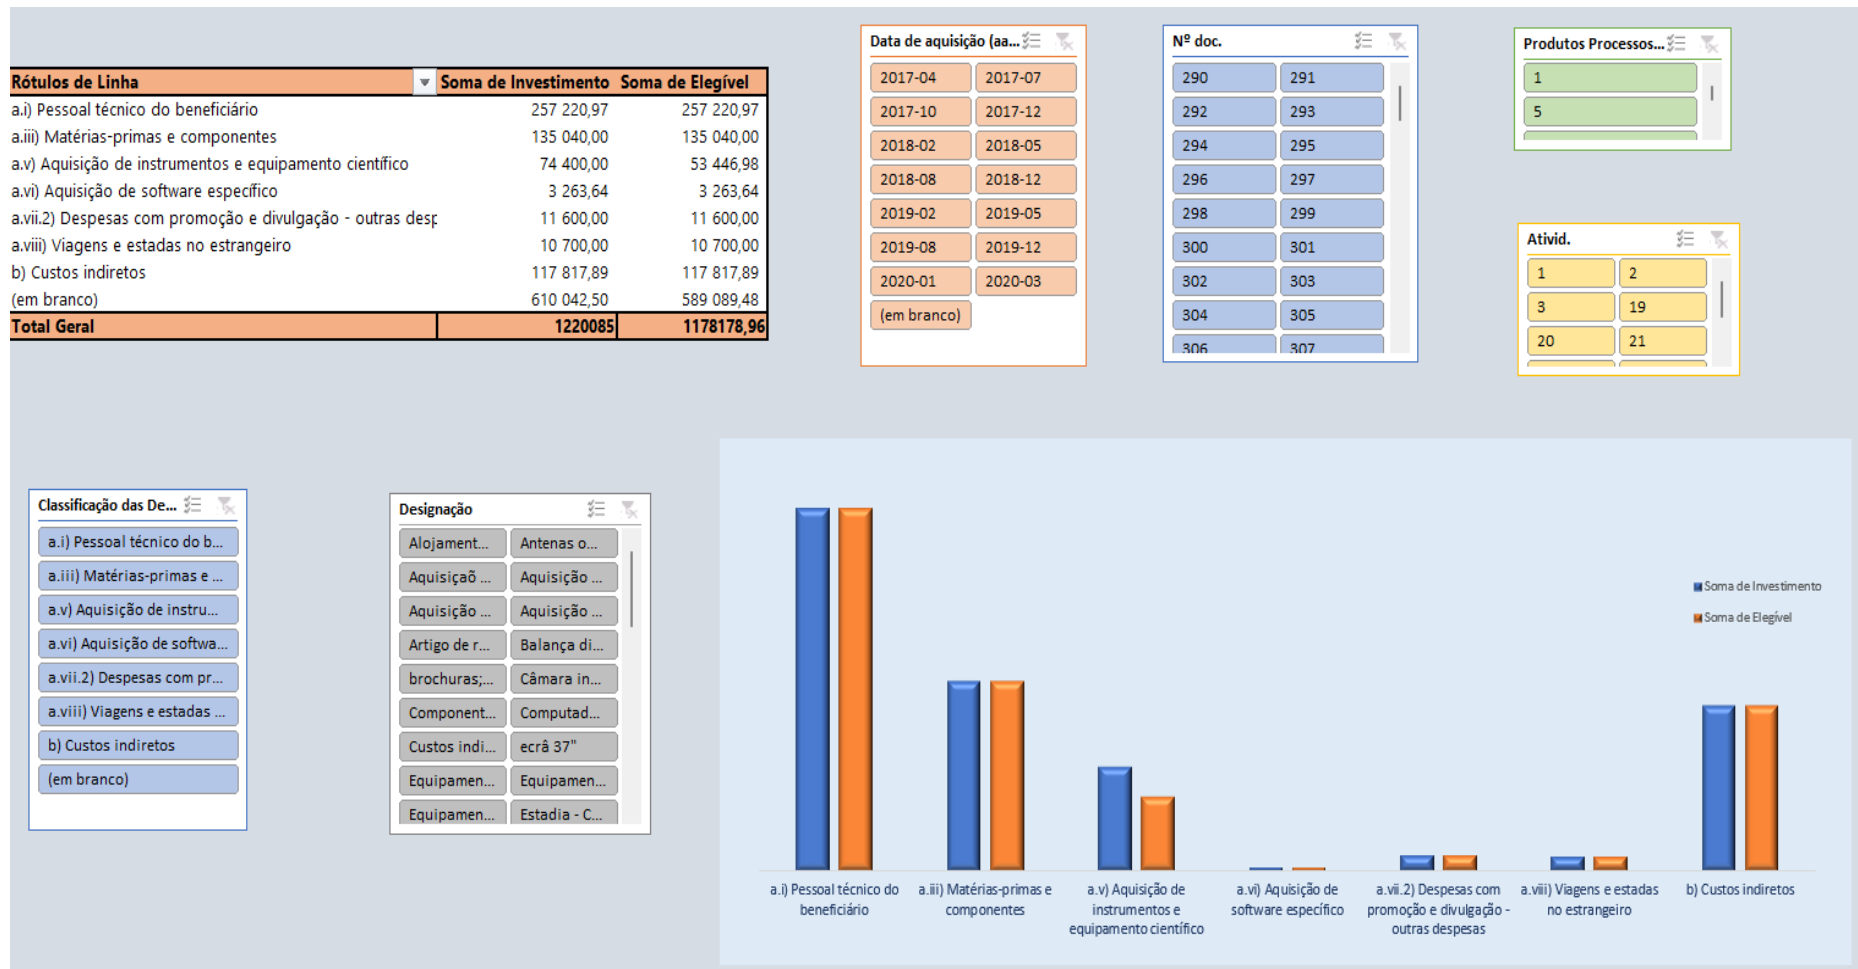 Rótulos de Linha Soma de Investimento Soma de Elegível
a.i) Pessoal técnico do beneficiário 257 220,97 257 220,97
a.iii) Matérias-primas e componentes 135 040,00 135 040,00
a.v) Aquisição de instrumentos e equipamento científico 74 400,00 53 446,98
a.vi) Aquisição de software específico 3 263,64 3 263,64
a.vii.2) Despesas com promoção e divulgação - outras desp 11 600,00 11 600,00
a.viii) Viagens e estadas no estrangeiro 10 700,00 10 700,00
b) Custos indiretos 117 817,89 117 817,89
(em branco) 610 042,50 589 089,48
Total Geral 1220085 1178178,96
Data de aquisição (aa...
2017-04 2017-07
2017-10 2017-12
2018-02 2018-05
2018-08 2018-12
2019-02 2019-05
2019-08 2019-12
2020-01 2020-03
(em branco)
Nº doc.
290 291
292 293
294 295
296 297
298 299
300 301
302 303
304 305
306 307
Produtos Processos...
1
5
Ativid.
1 2
3 19
20 21
Classificação das De...
a.i) Pessoal técnico do b...
a.iii) Matérias-primas e ...
a.v) Aquisição de instru...
a.vi) Aquisição de softwa...
a.vii.2) Despesas com pr...
a.viii) Viagens e estadas ...
b) Custos indiretos
(em branco)
Designação
Alojament... Antenas o...
Aquisiçaõ ... Aquisição ...
Aquisição ... Aquisição ...
Artigo de r... Balança di...
brochuras;... Câmara in...
Component... Computad...
Custos indi... ecrâ 37"
Equipamen... Equipamen...
Equipamen... Estadia - C...
Soma de Investimento
Soma de Elegível
a.i) Pessoal técnico do
beneficiário
a.iii) Matérias-primas e
componentes
a.v) Aquisição de
instrumentos e
equipamento científico
a.vi) Aquisição de
software específico
a.vii.2) Despesas com
promoção e divulgação -
outras despesas
a.viii) Viagens e estadas
no estrangeiro
b) Custos indiretos